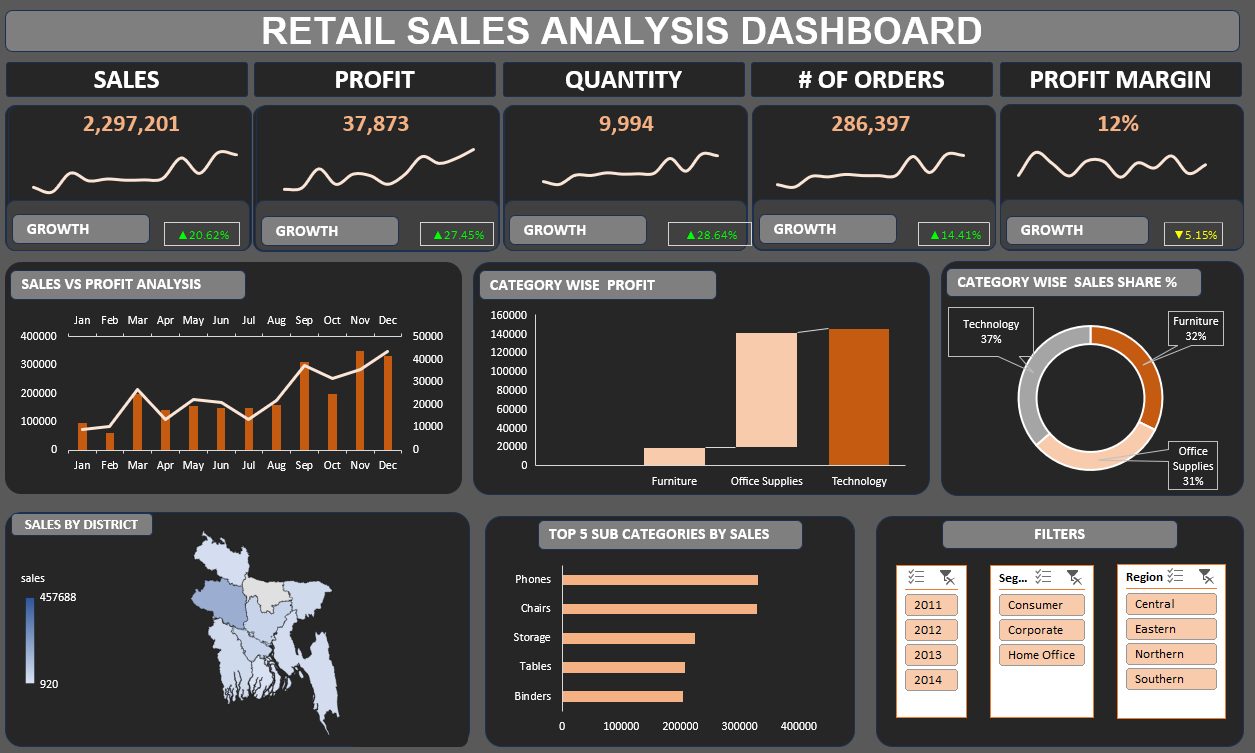 RETAIL SALES ANALYSIS DASHBOARD
SALES
PROFIT
QUANTITY
# OF ORDERS
PROFIT MARGIN
2,297,201
37,873
9,994
286,397
12%
GROWTH
▲20.62%
GROWTH
▲27.45%
GROWTH
▲28.64%
GROWTH
▲14.41%
GROWTH
▼5.15%
SALES VS PROFIT ANALYSIS
Jan Feb Mar Apr May Jun Jul Aug Sep Oct Nov Dec
400000
300000
200000
100000
0
50000
40000
30000
20000
10000
0
Jan Feb Mar Apr May Jun Jul Aug Sep Oct Nov Dec
CATEGORY WISE PROFIT
160000
140000
120000
100000
80000
60000
40000
20000
0
Furniture Office Supplies Technology
CATEGORY WISE SALES SHARE %
Technology
37%
Furniture
32%
Office
Supplies
31%
SALES BY DISTRICT
sales
457688
920
TOP 5 SUB CATEGORIES BY SALES
Phones
Chairs
Storage
Tables
Binders
0 100000 200000 300000 400000
FILTERS
2011
2012
2013
2014
Seg...
Consumer
Corporate
Home Office
Region
Central
Eastern
Northern
Southern